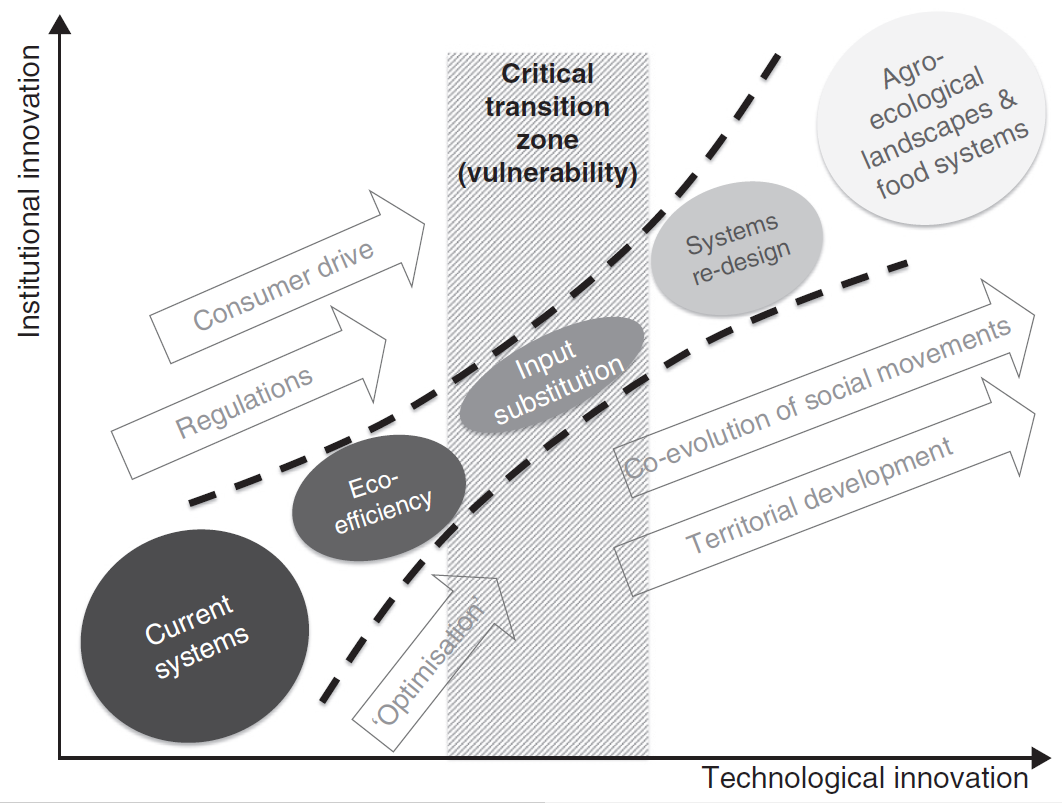 Institutional innovation
Critical
transition
zone
(vulnerability)
Agro-
ecological
landscapes &
food systems
Systems
re-design
Consumer drive
Regulations
Input
substitution
Eco-
efficiency
Co-evolution of social movements
Territorial development
Current
systems
‘Optimisation’
Technological innovation